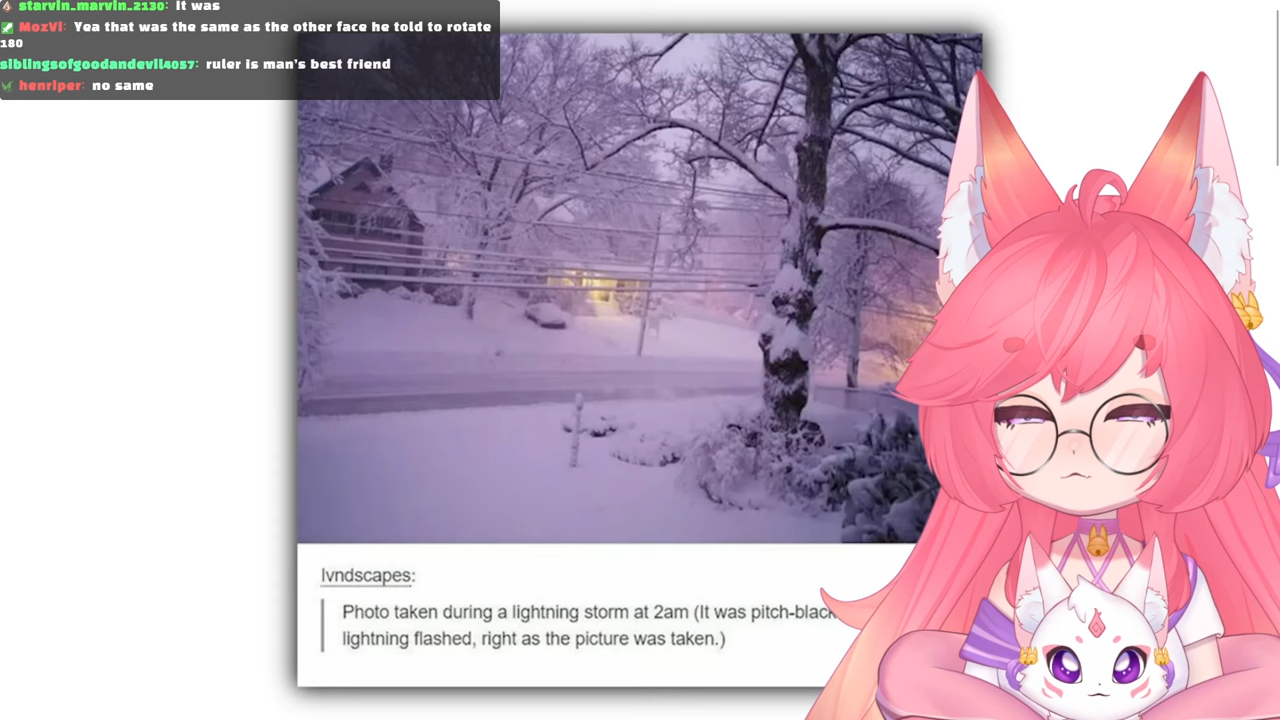 starvin_marvin_2130: It was
MozVi: Yea that was the same as the other face he told to rotate
180
siblingsofgoodandevil4057: ruler is man's best friend
henriper: no same
lvndscapes:
Photo taken during a lightning storm at 2am (It was pitch-black
lightning flashed, right as the picture was taken.)